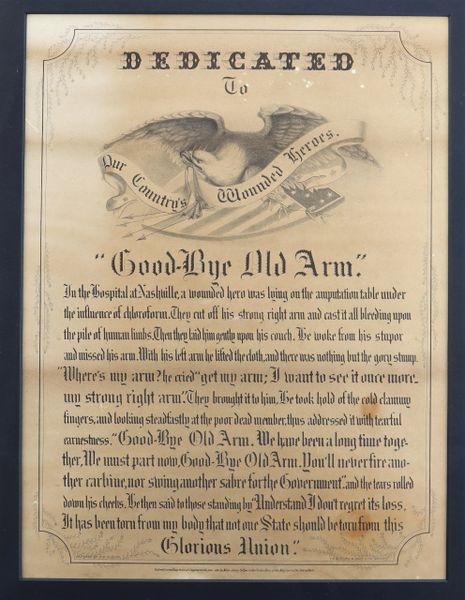 DEDICATED
To
Our Country's Wounded Heroes.
"Good-Bye Old Arm."
In the Hospital at Nashville, a wounded hero was lying on the amputation table under
the influence of chloroform. They cut off his strong right arm and cast it all bleeding upon
the pile of human limbs. Then they laid him gently upon his couch. He woke from his stupor
and missed his arm. With his left arm he lifted the cloth, and there was nothing but the gory stump.
"Where's my arm? he cried "get my arm; I want to see it once more-
my strong right arm". They brought it to him. He took hold of the cold clammy
fingers, and looking steadfastly at the poor dead member, thus addressed it with tearful
earnestness. "Good-Bye Old Arm. We have been a long time toge-
ther, We must part now, Good-Bye Old Arm. You'll never fire ano-
ther carbine, nor swing another sabre for the Government", and the tears rolled
down his cheeks. He then said to those standing by "Understand I don't regret its loss.
It has been torn from my body that not one State should be torn from this
Glorious Union."